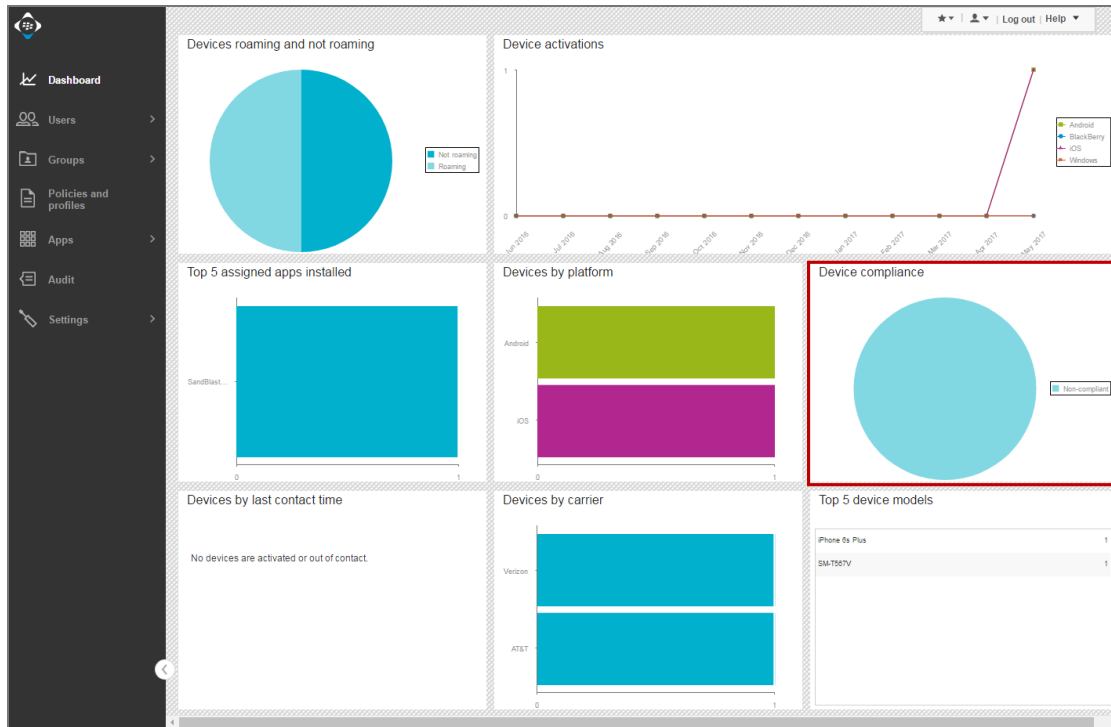 Log out | Help
Dashboard
Users
Groups
Policies and
profiles
Apps
Audit
Settings
Devices roaming and not roaming
Not roaming
Roaming
Device activations
1
0
Jun 2016
Jul 2016
Aug 2016
Sep 2016
Oct 2016
Nov 2016
Dec 2016
Jan 2017
Feb 2017
Mar 2017
Apr 2017
May 2017
Android
BlackBerry
iOS
Windows
Top 5 assigned apps installed
SandBlast...
0 1
Devices by platform
Android
iOS
0 1
Device compliance
Non-compliant
Devices by last contact time
No devices are activated or out of contact.
Devices by carrier
Verizon
AT&T
0 1
Top 5 device models
iPhone 6s Plus 1
SM-T567V 1